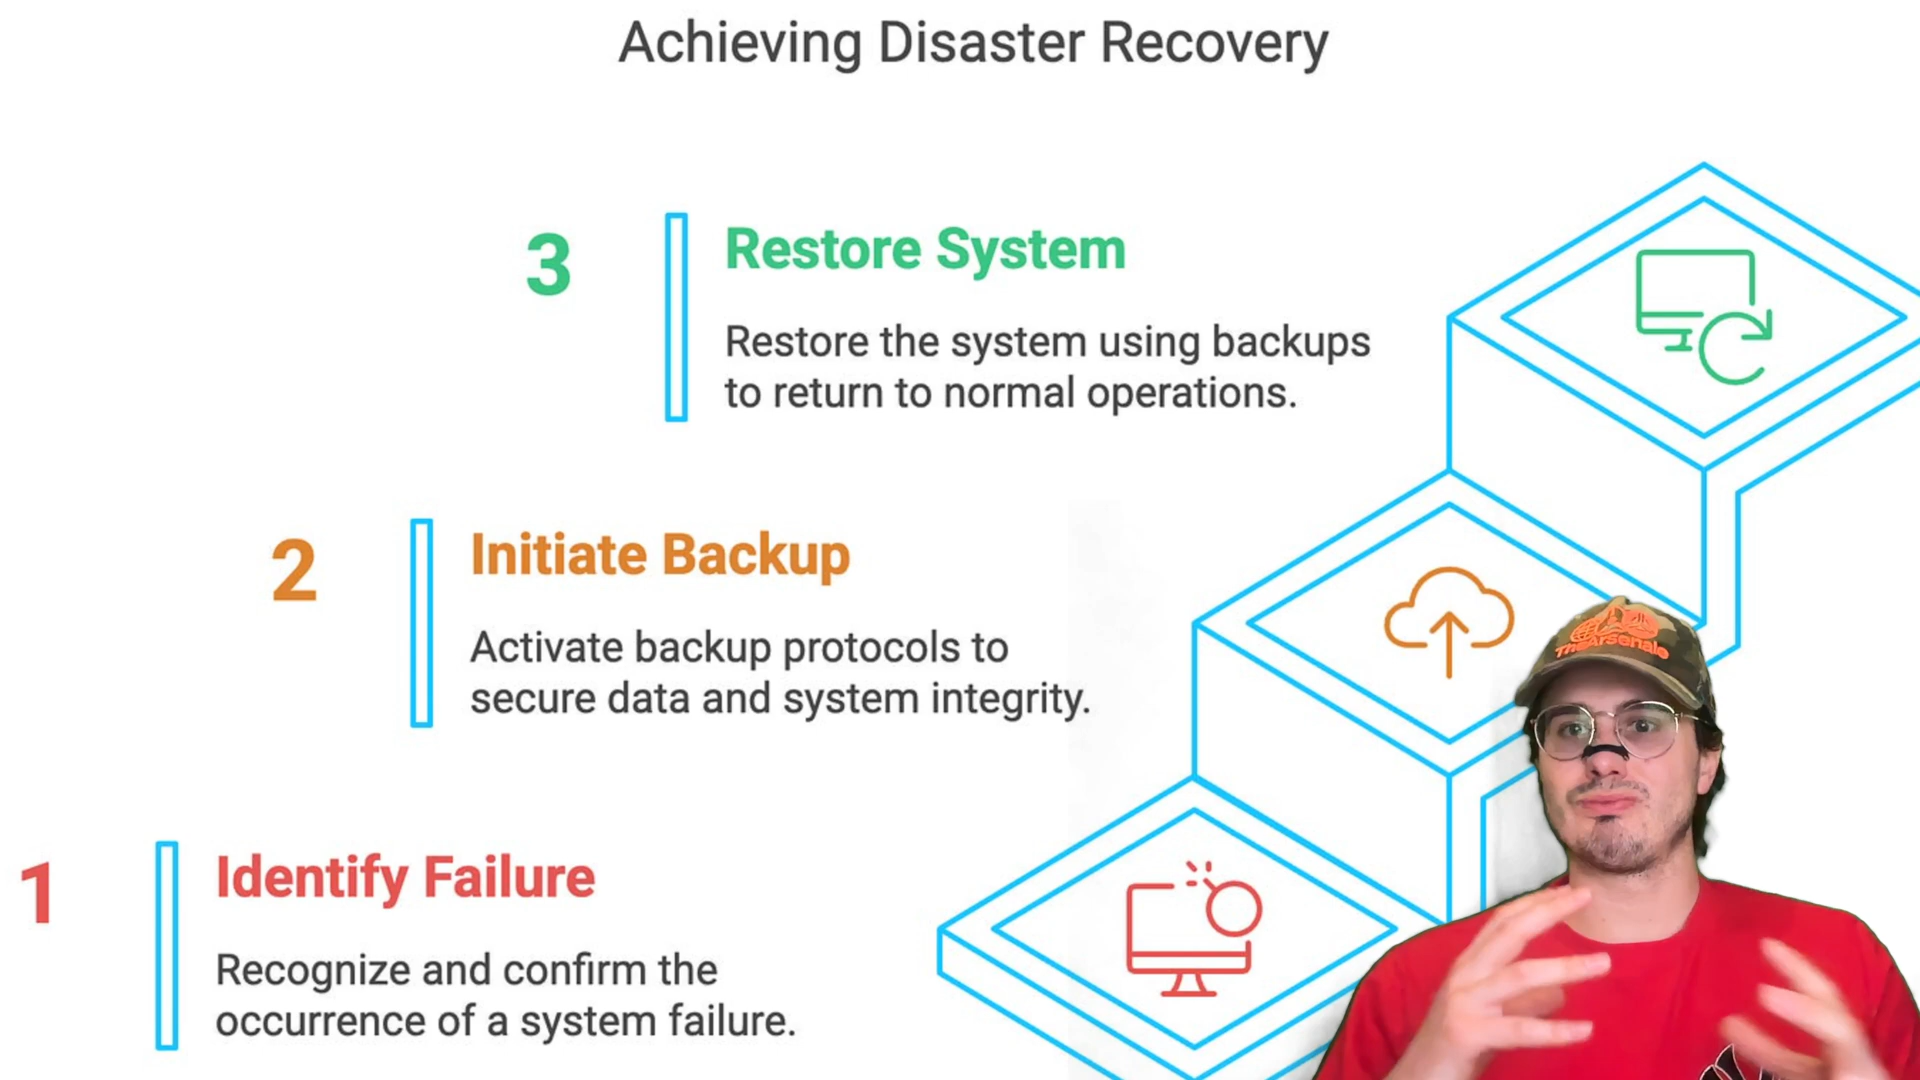 Achieving Disaster Recovery
3
Restore System
Restore the system using backups
to return to normal operations.
2
Initiate Backup
Activate backup protocols to
secure data and system integrity.
1
Identify Failure
Recognize and confirm the
occurrence of a system failure.
TheArsenale